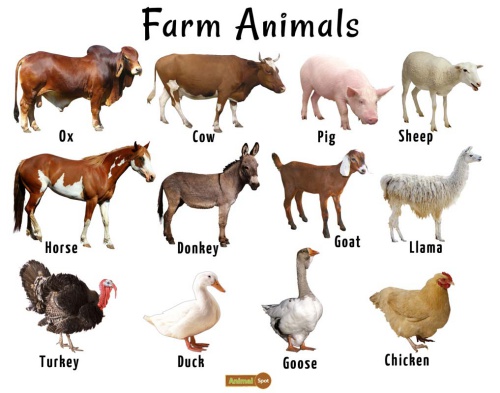 Farm Animals
Ox
Cow
Pig
Sheep
Horse
Donkey
Goat
Llama
Turkey
Duck
Goose
Chicken
Animal Spot